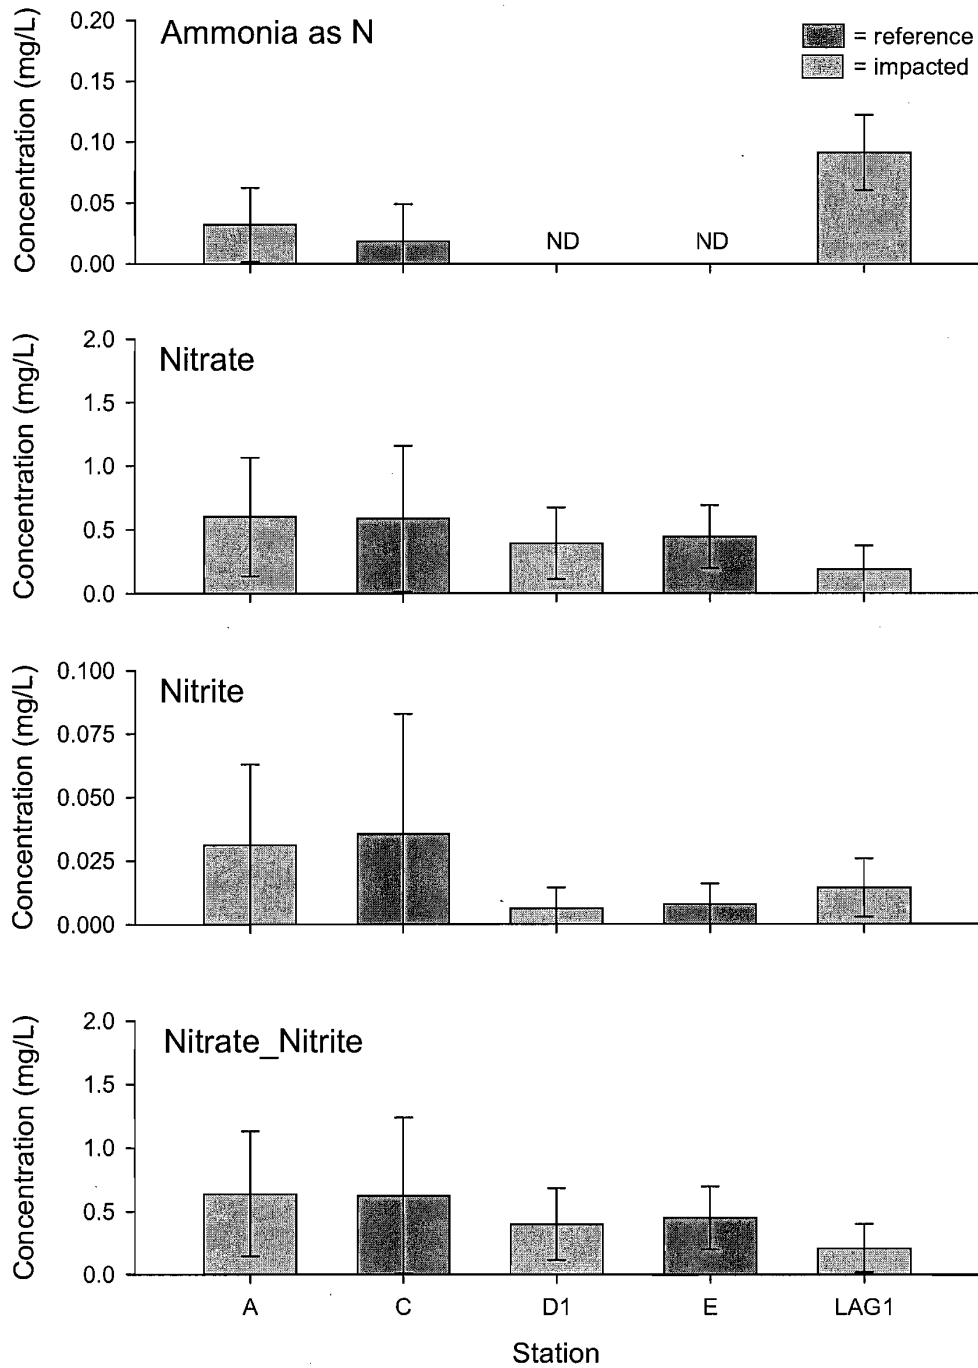 Ammonia as N
= reference
= impacted
Concentration (mg/L)
0.20
0.15
0.10
0.05
0.00
ND
ND
Nitrate
Concentration (mg/L)
2.0
1.5
1.0
0.5
0.0
Nitrite
Concentration (mg/L)
0.100
0.075
0.050
0.025
0.000
Nitrate_Nitrite
Concentration (mg/L)
2.0
1.5
1.0
0.5
0.0
A C D1 E LAG1
Station